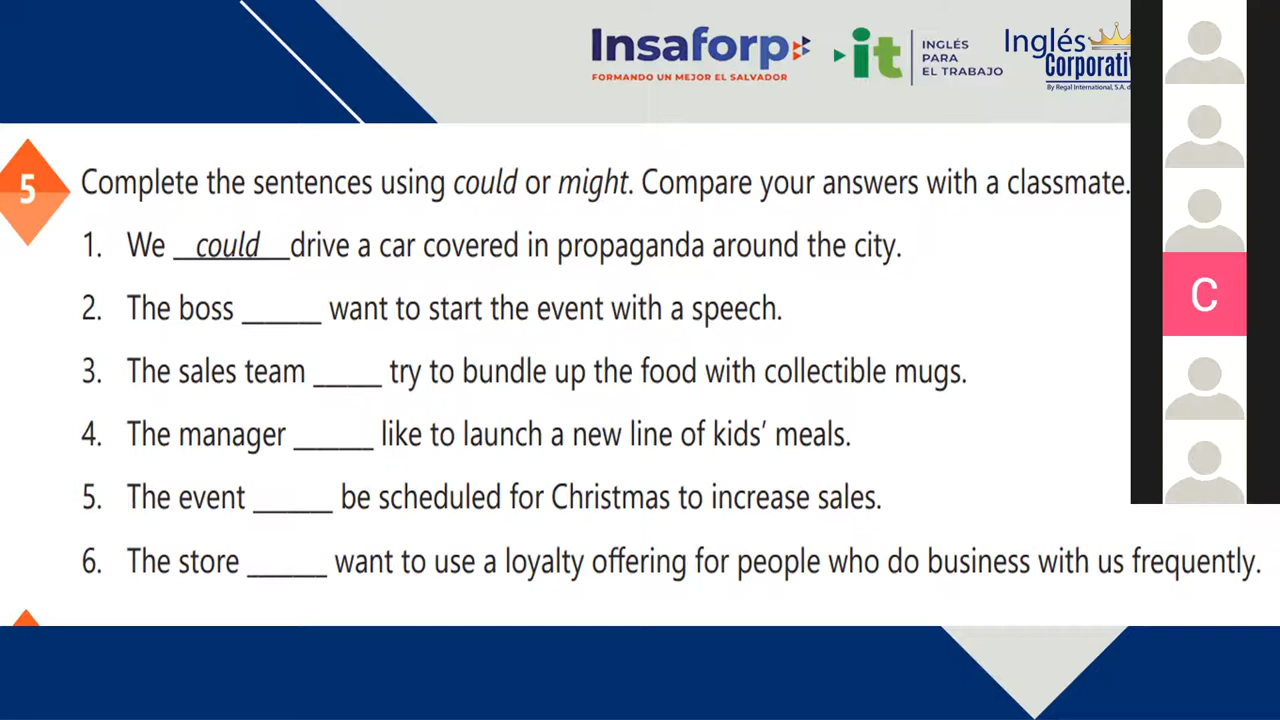 Insaforp
FORMANDO UN MEJOR EL SALVADOR
it
INGLÉS
PARA
EL TRABAJO
Inglés
Corporativ
By Regal International, S.A. d
5
Complete the sentences using could or might. Compare your answers with a classmate.
1. We __could__drive a car covered in propaganda around the city.
2. The boss ______ want to start the event with a speech.
3. The sales team _____ try to bundle up the food with collectible mugs.
4. The manager ______ like to launch a new line of kids’ meals.
5. The event ______ be scheduled for Christmas to increase sales.
6. The store ______ want to use a loyalty offering for people who do business with us frequently.
C